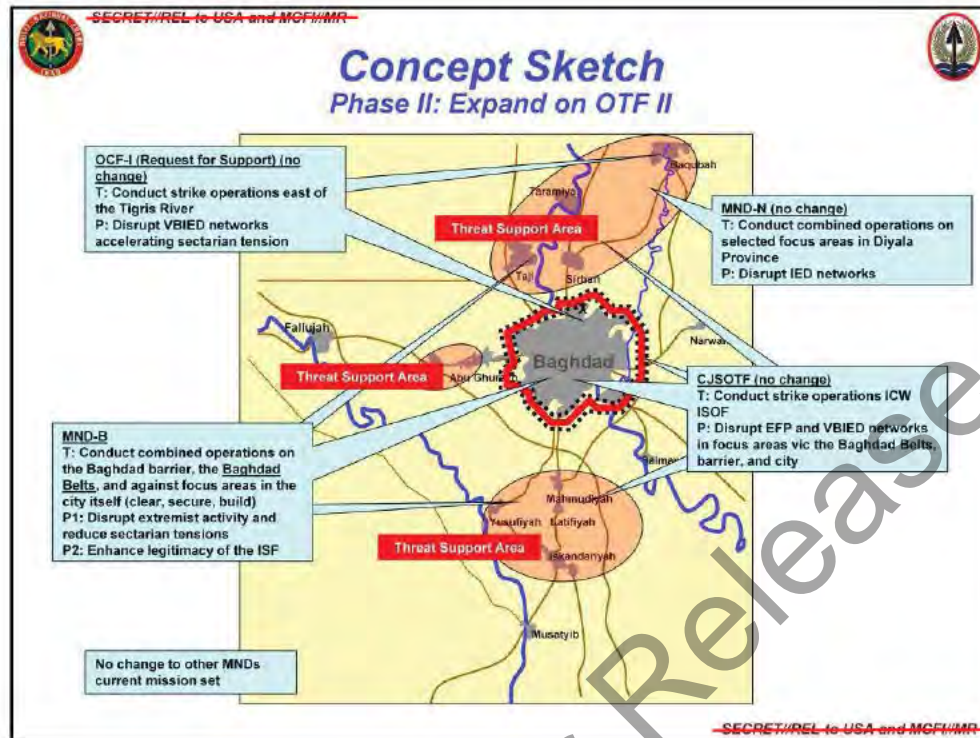 SECRET//REL to USA and MCFI//MR
Concept Sketch
Phase II: Expand on OTF II
OCF-I (Request for Support) (no
change)
T: Conduct strike operations east of
the Tigris River
P: Disrupt VBIED networks
accelerating sectarian tension
Baqubah
Taramiya
Threat Support Area
Taji
MND-N (no change)
T: Conduct combined operations on
selected focus areas in Diyala
Province
P: Disrupt IED networks
Fallujah
Baghdad
Threat Support Area
Abu
CJSOTF (no change)
T: Conduct strike operations ICW
ISOF
P: Disrupt EFP and VBIED networks
in focus areas vic the Baghdad Belts,
barrier, and city
MND-B
T: Conduct combined operations on
the Baghdad barrier, the Baghdad
Belts, and against focus areas in the
city itself (clear, secure, build)
P1: Disrupt extremist activity and
reduce sectarian tensions
P2: Enhance legitimacy of the ISF
Mahmudiyah
Yusufiyah Latifiyah
Threat Support Area
Iskandariyah
Musatyib
No change to other MNDs
current mission set
SECRET//REL to USA and MCFI//MR
Release